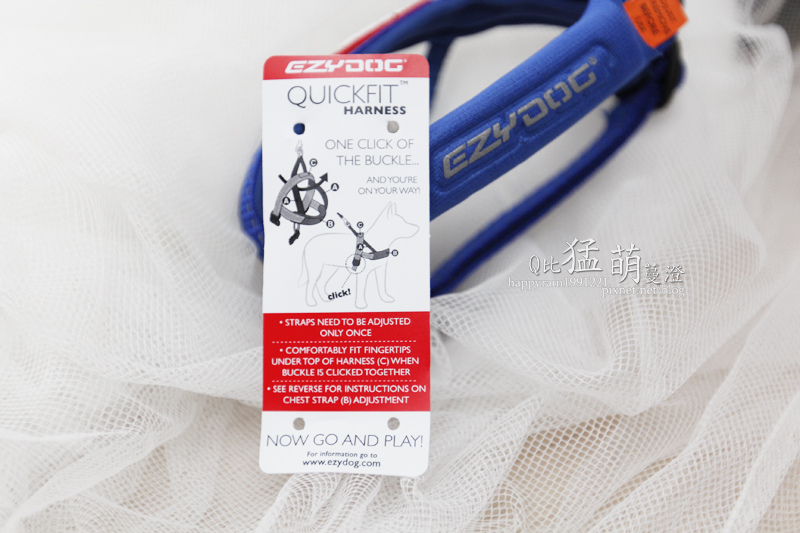 EZYDOG
QUICKFIT™
HARNESS
ONE CLICK OF
THE BUCKLE...
AND YOU'RE
ON YOUR WAY!
C
A
A
B
C
A
B
click!
• STRAPS NEED TO BE ADJUSTED
ONLY ONCE
• COMFORTABLY FIT FINGERTIPS
UNDER TOP OF HARNESS (C) WHEN
BUCKLE IS CLICKED TOGETHER
• SEE REVERSE FOR INSTRUCTIONS ON
CHEST STRAP (B) ADJUSTMENT
NOW GO AND PLAY!
For information go to
www.ezydog.com
EZYDOG®
Q比猛萌蔓澄
pixnet.net/blog